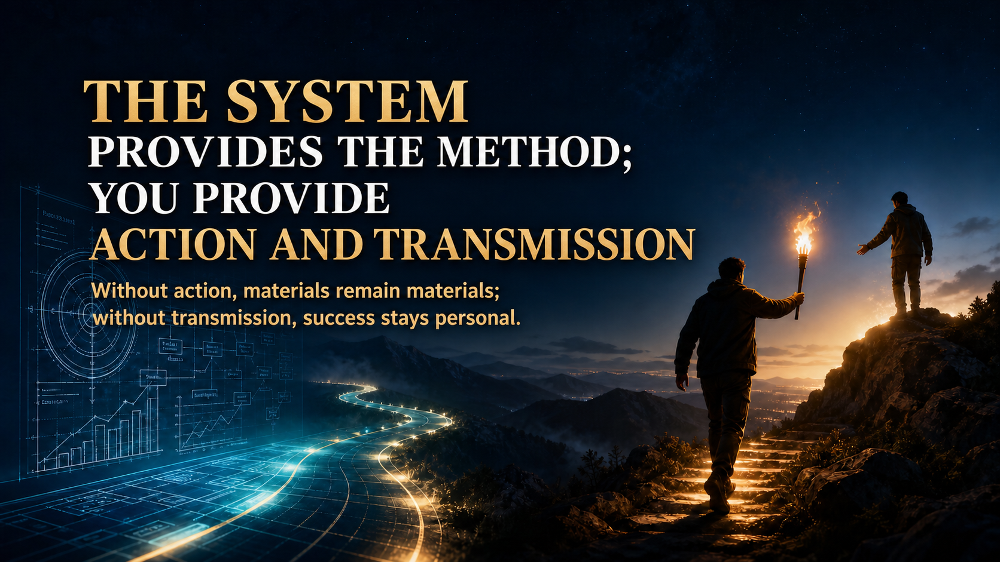 THE SYSTEM
PROVIDES THE METHOD;
YOU PROVIDE
ACTION AND TRANSMISSION
Without action, materials remain materials;
without transmission, success stays personal.